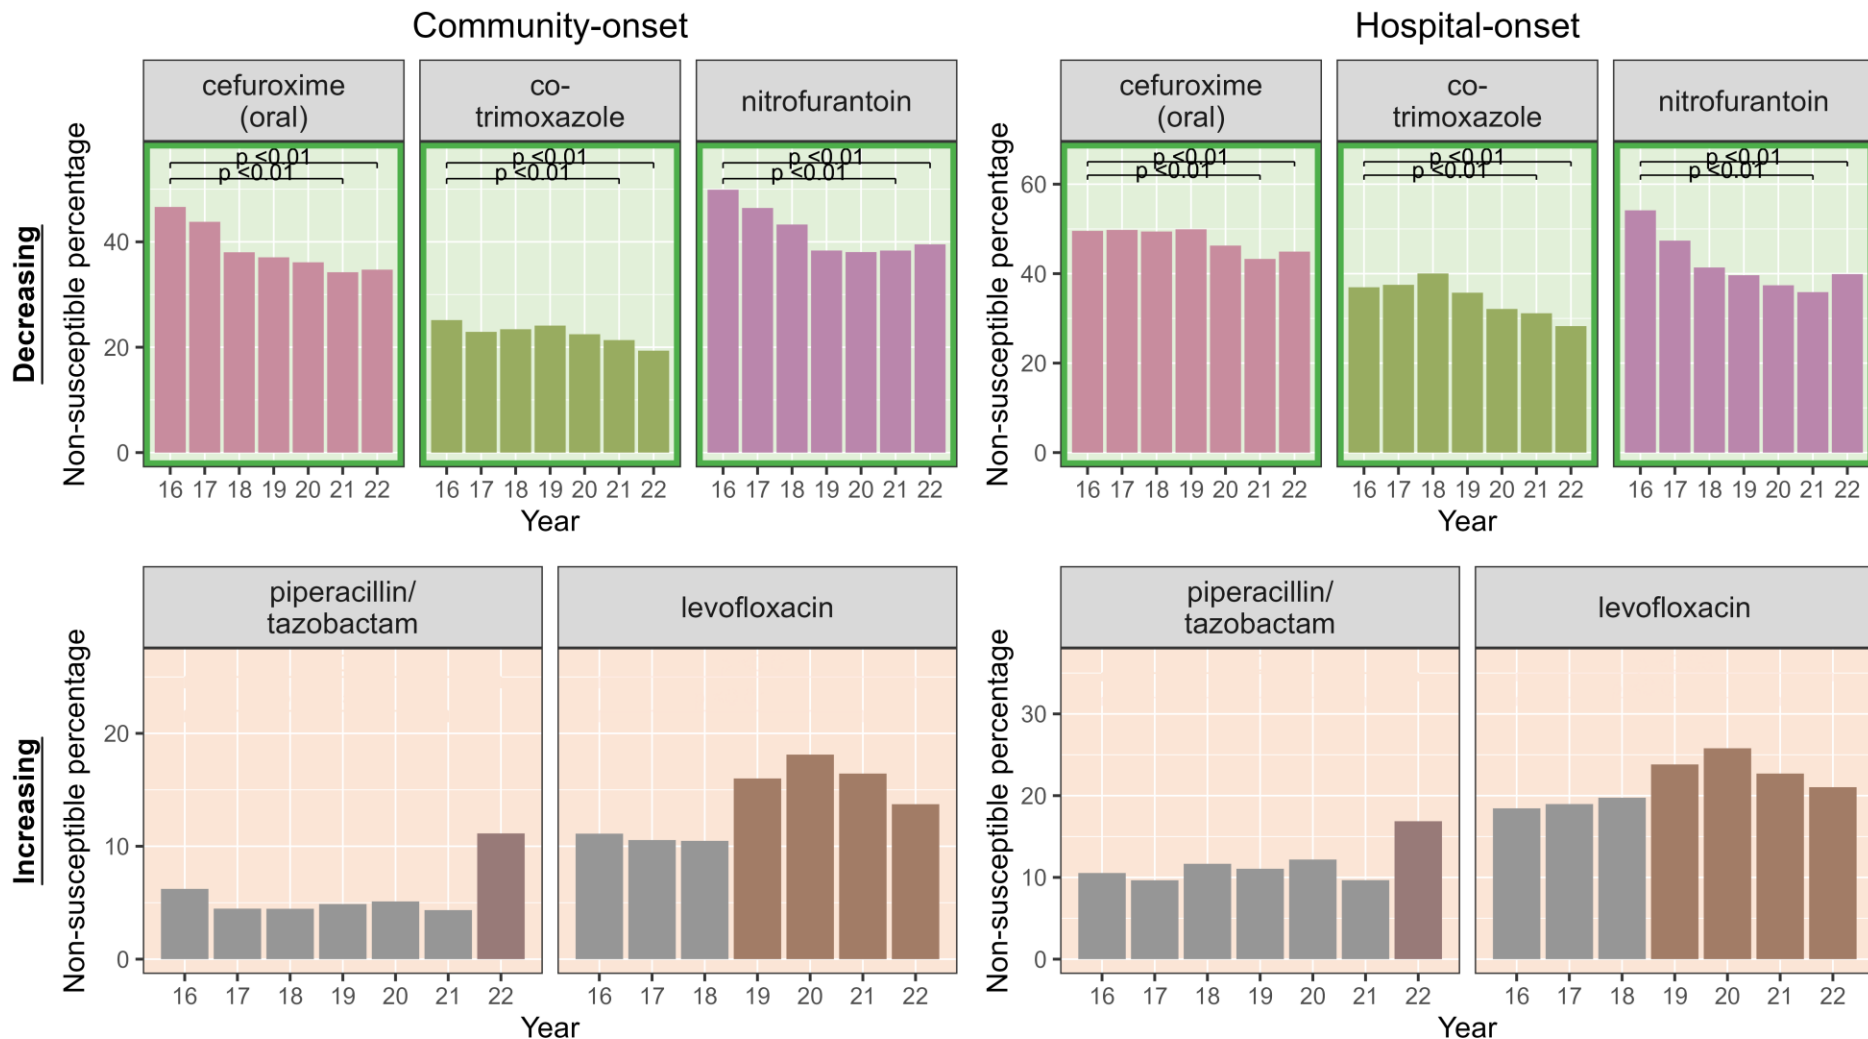 Community-onset
Hospital-onset
Decreasing
Non-susceptible percentage
cefuroxime
(oral)
co-
trimoxazole
nitrofurantoin
p <0.01
p <0.01
p <0.01
p <0.01
p <0.01
p <0.01
40
20
0
16 17 18 19 20 21 22
16 17 18 19 20 21 22
16 17 18 19 20 21 22
Year
Non-susceptible percentage
cefuroxime
(oral)
co-
trimoxazole
nitrofurantoin
p <0.01
p <0.01
p <0.01
p <0.01
p <0.01
p <0.01
60
40
20
0
16 17 18 19 20 21 22
16 17 18 19 20 21 22
16 17 18 19 20 21 22
Year
Increasing
Non-susceptible percentage
piperacillin/
tazobactam
levofloxacin
20
10
0
16 17 18 19 20 21 22
16 17 18 19 20 21 22
Year
Non-susceptible percentage
piperacillin/
tazobactam
levofloxacin
30
20
10
0
16 17 18 19 20 21 22
16 17 18 19 20 21 22
Year